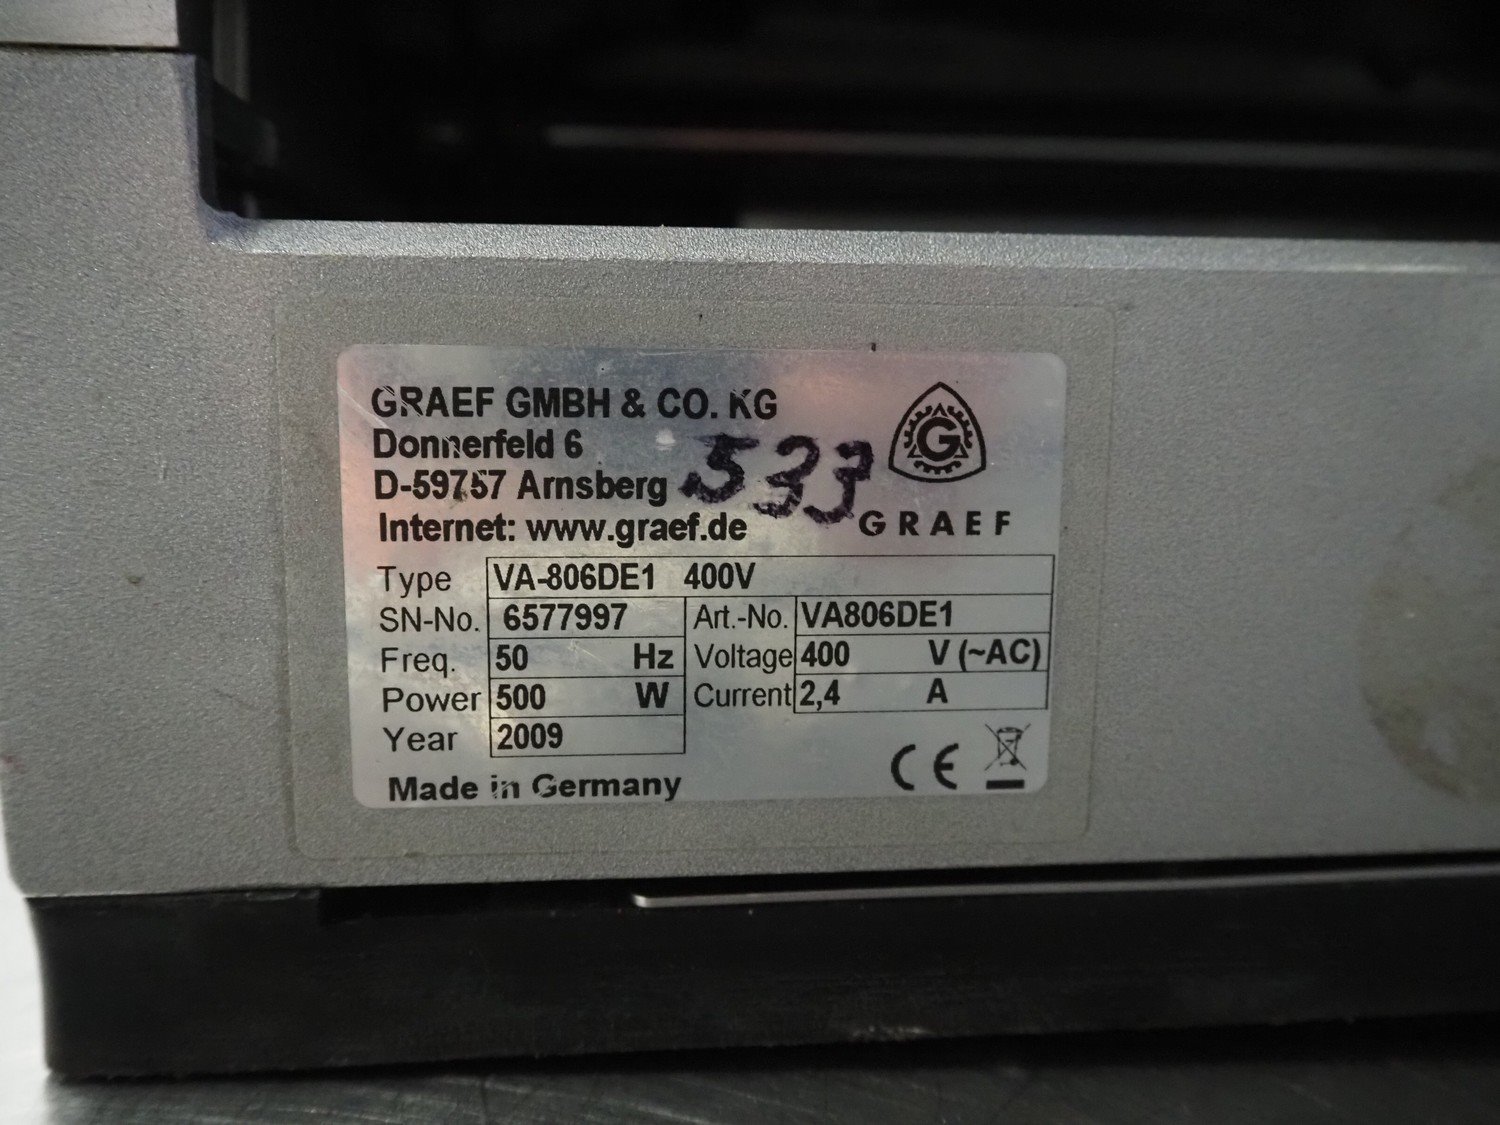 GRAEF GMBH & CO. KG
Donnerfeld 6
D-59757 Arnsberg
533
Internet: www.graef.de
G
GRAEF
Type VA-806DE1 400V
SN-No. 6577997 Art.-No. VA806DE1
Freq. 50 Hz Voltage 400 V (~AC)
Power 500 W Current 2,4 A
Year 2009
Made in Germany CE